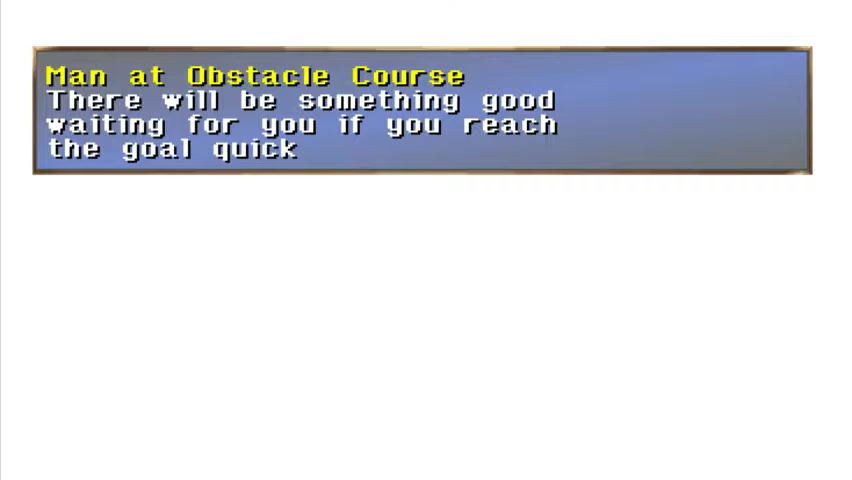 Man at Obstacle Course
There will be something good
waiting for you if you reach
the goal quick